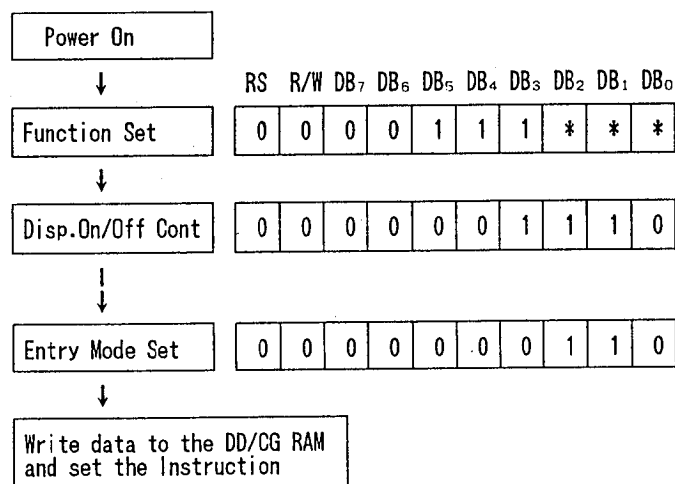 Power On
RS R/W DB₇ DB₆ DB₅ DB₄ DB₃ DB₂ DB₁ DB₀
Function Set 0 0 0 0 1 1 1 * * *
Disp.On/Off Cont 0 0 0 0 0 0 1 1 1 0
Entry Mode Set 0 0 0 0 0 0 0 1 1 0
Write data to the DD/CG RAM
and set the Instruction